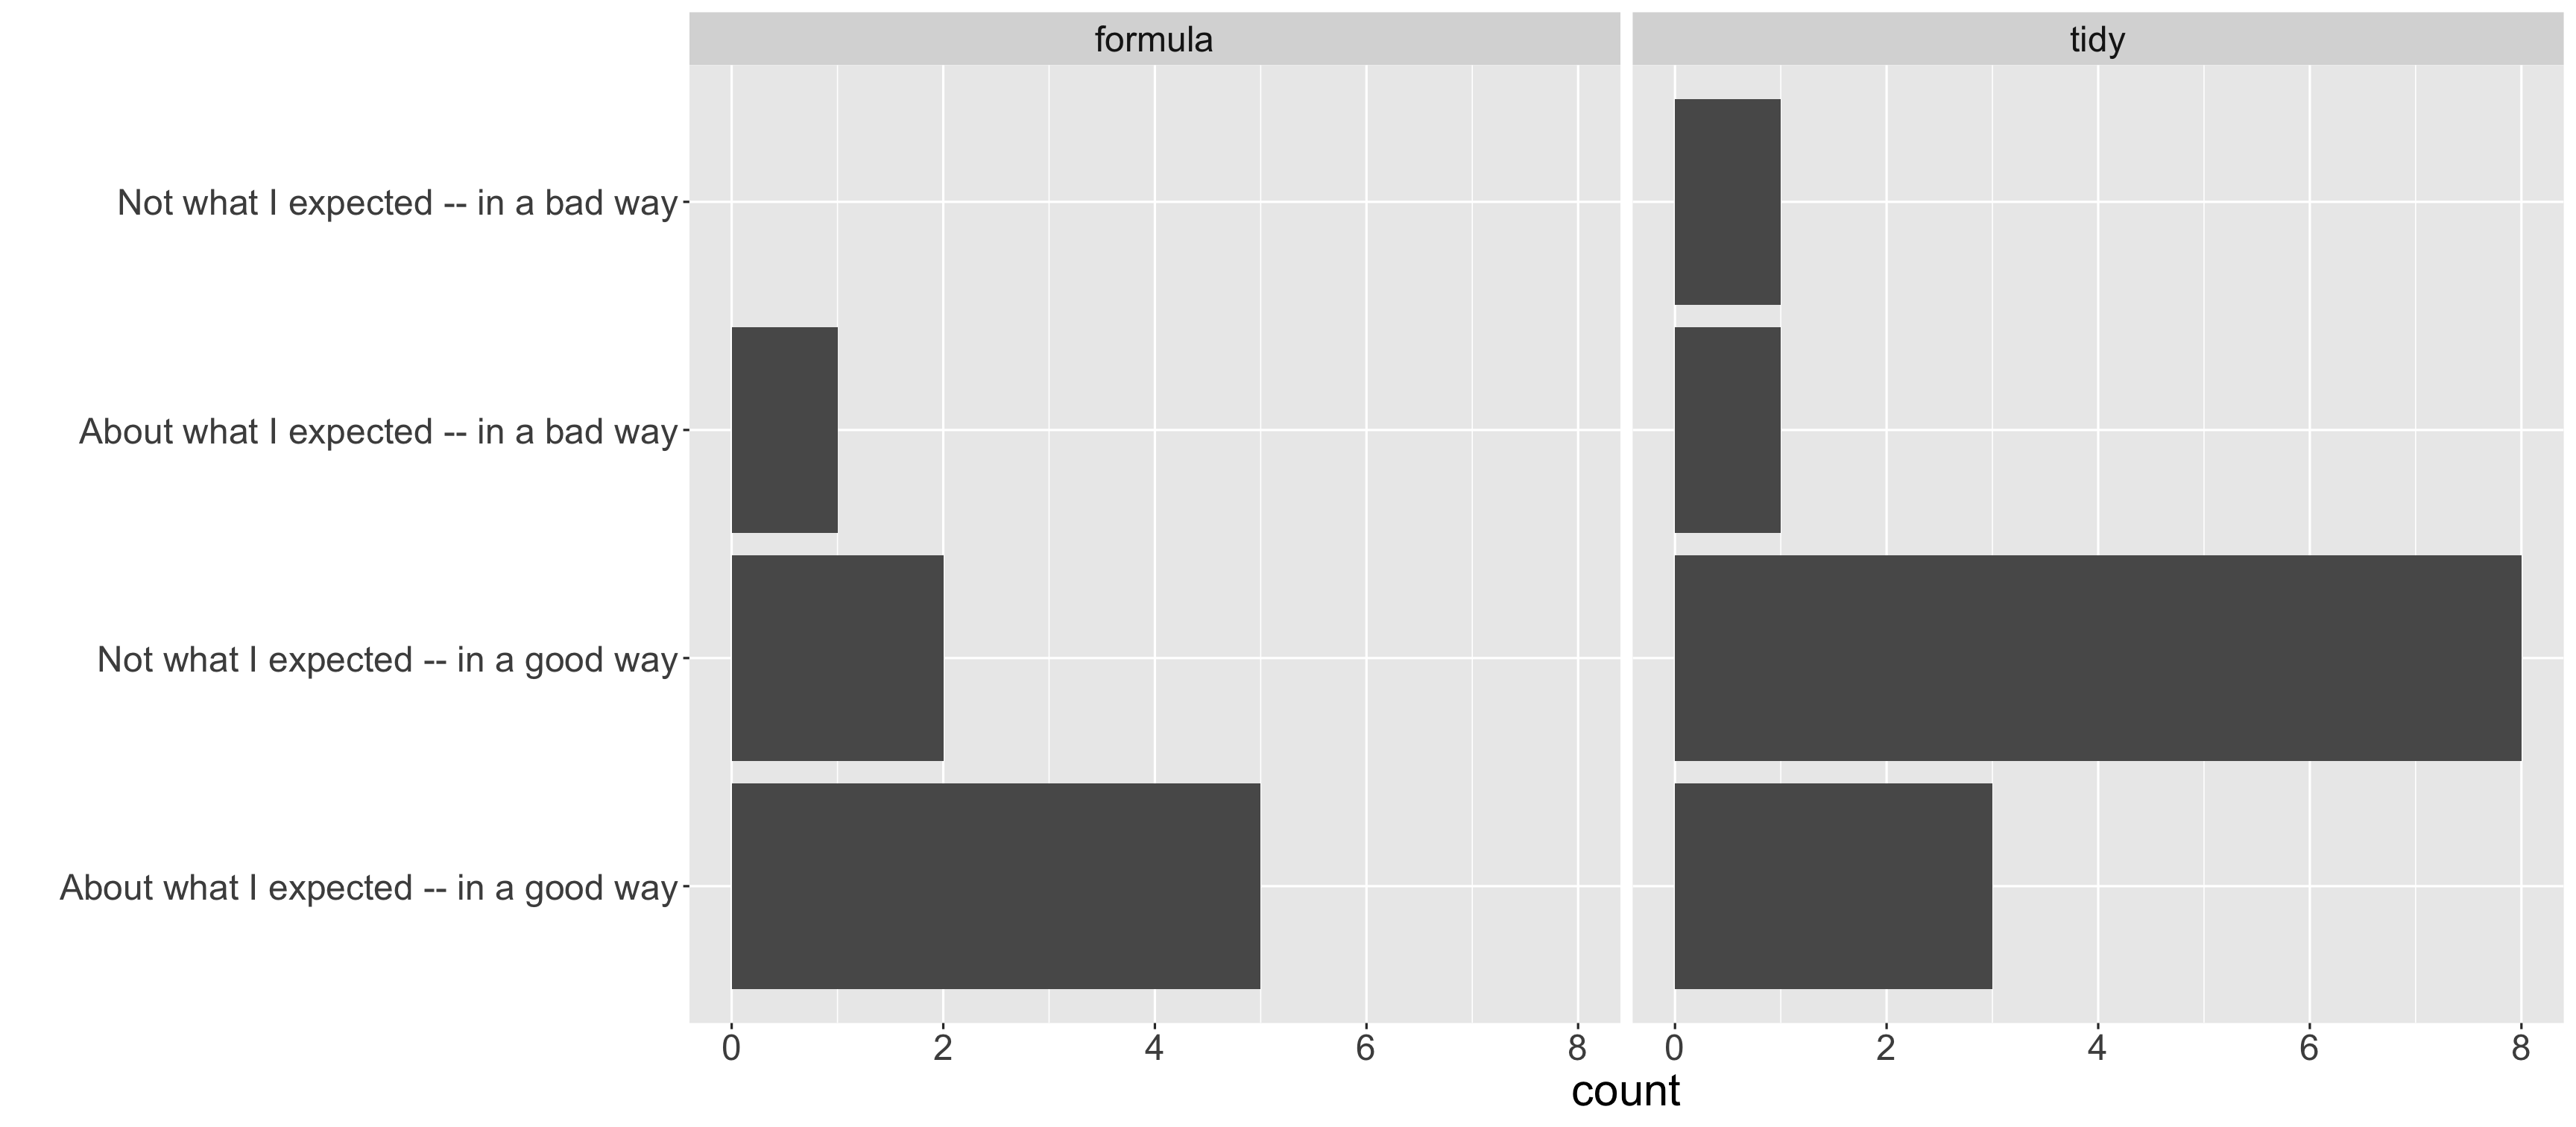 formula
tidy
Not what I expected -- in a bad way
About what I expected -- in a bad way
Not what I expected -- in a good way
About what I expected -- in a good way
0 2 4 6 8 0 2 4 6 8
count